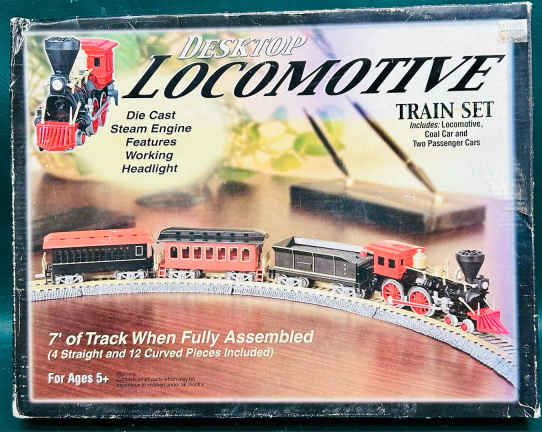 DESKTOP
LOCOMOTIVE
TRAIN SET
Includes: Locomotive,
Coal Car and
Two Passenger Cars
Die Cast
Steam Engine
Features
Working
Headlight
7' of Track When Fully Assembled
(4 Straight and 12 Curved Pieces Included)
For Ages 5+